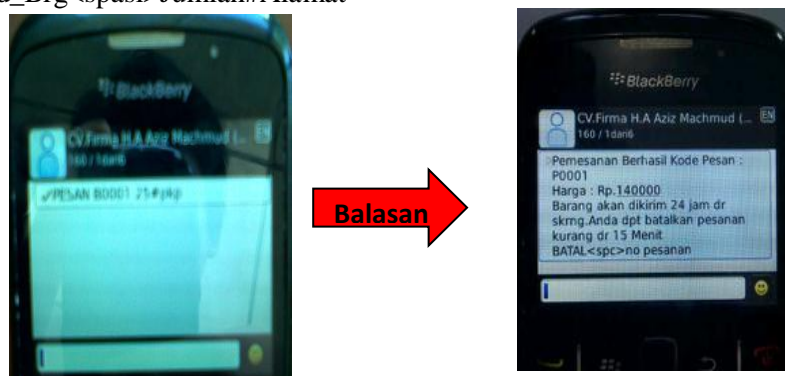 BlackBerry
CV.Firma H.A Aziz Machmud (... EN
160 / 1dari6
PESAN B0001 25#pkp
Balasan
BlackBerry
CV.Firma H.A Aziz Machmud (... EN
160 / 1dari6
Pemesanan Berhasil Kode Pesan :
P0001
Harga : Rp.140000
Barang akan dikirim 24 jam dr
skrng.Anda dpt batalkan pesanan
kurang dr 15 Menit
BATAL<spc>no pesanan